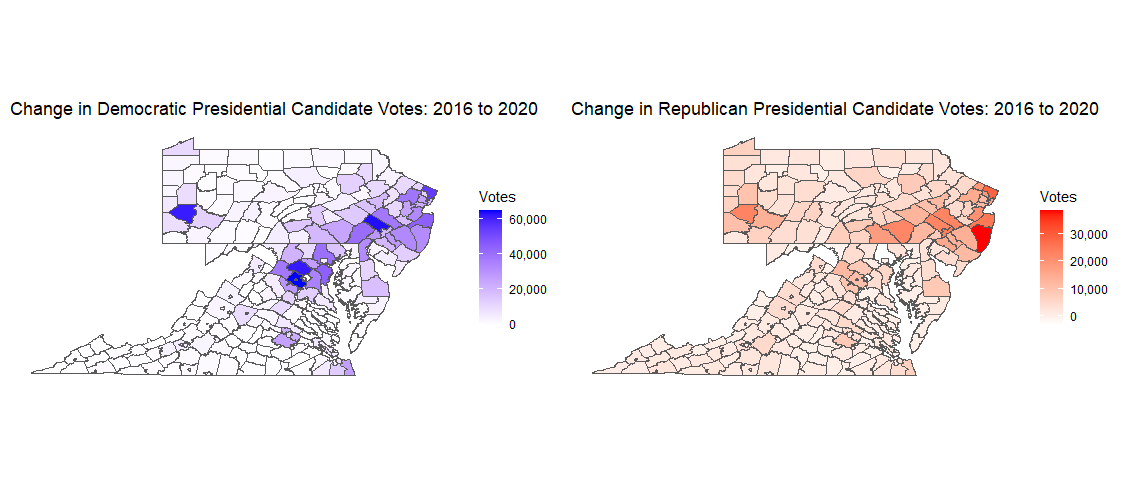 Change in Democratic Presidential Candidate Votes: 2016 to 2020
Votes
60,000
40,000
20,000
0
Change in Republican Presidential Candidate Votes: 2016 to 2020
Votes
30,000
20,000
10,000
0